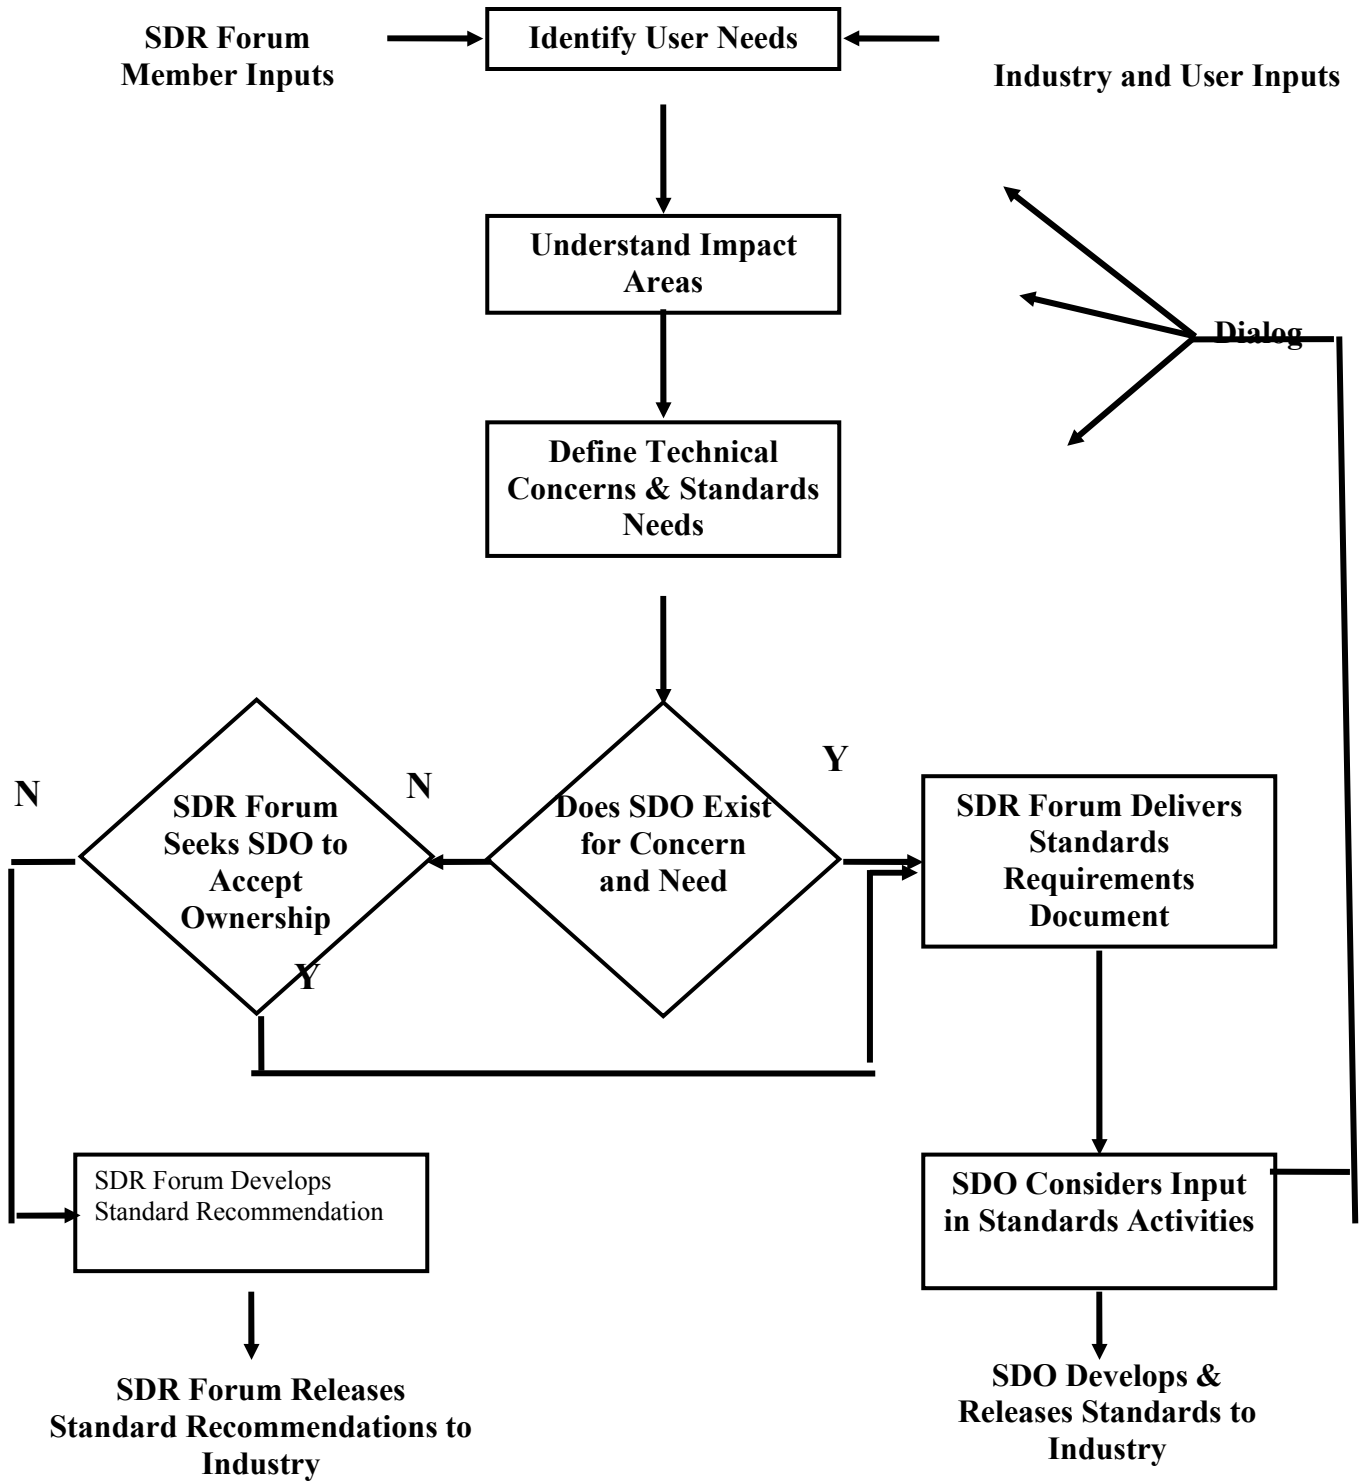 SDR Forum
Member Inputs
Identify User Needs
Industry and User Inputs
Understand Impact
Areas
Dialog
Define Technical
Concerns & Standards
Needs
N
SDR Forum
Seeks SDO to
Accept
Ownership
Y
N
Does SDO Exist
for Concern
and Need
Y
SDR Forum Delivers
Standards
Requirements
Document
SDR Forum Develops
Standard Recommendation
SDO Considers Input
in Standards Activities
SDR Forum Releases
Standard Recommendations to
Industry
SDO Develops &
Releases Standards to
Industry